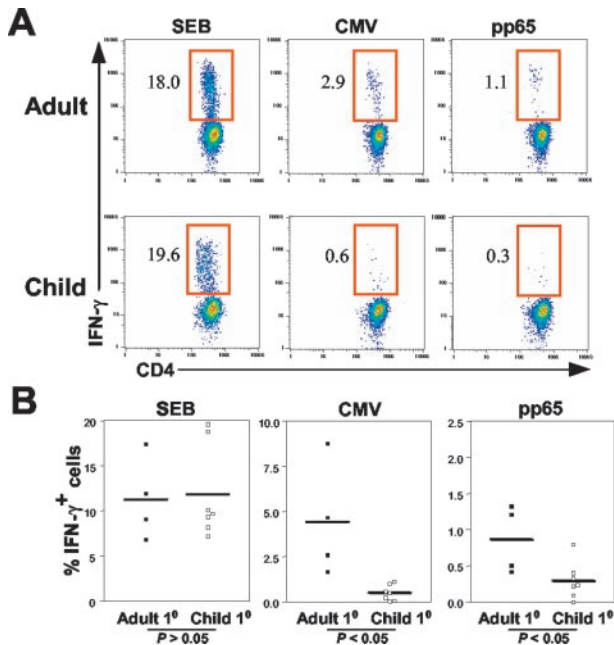 A
SEB CMV pp65
Adult
18.0 2.9 1.1
Child
19.6 0.6 0.3
IFN-γ
CD4
B
SEB CMV pp65
% IFN-γ+ cells
20 10.0 2.5
2.0
15 7.5
1.5
10 5.0
1.0
5 2.5
0.5
0 0.0 0.0
Adult 1⁰ Child 1⁰ Adult 1⁰ Child 1⁰ Adult 1⁰ Child 1⁰
P > 0.05 P < 0.05 P < 0.05